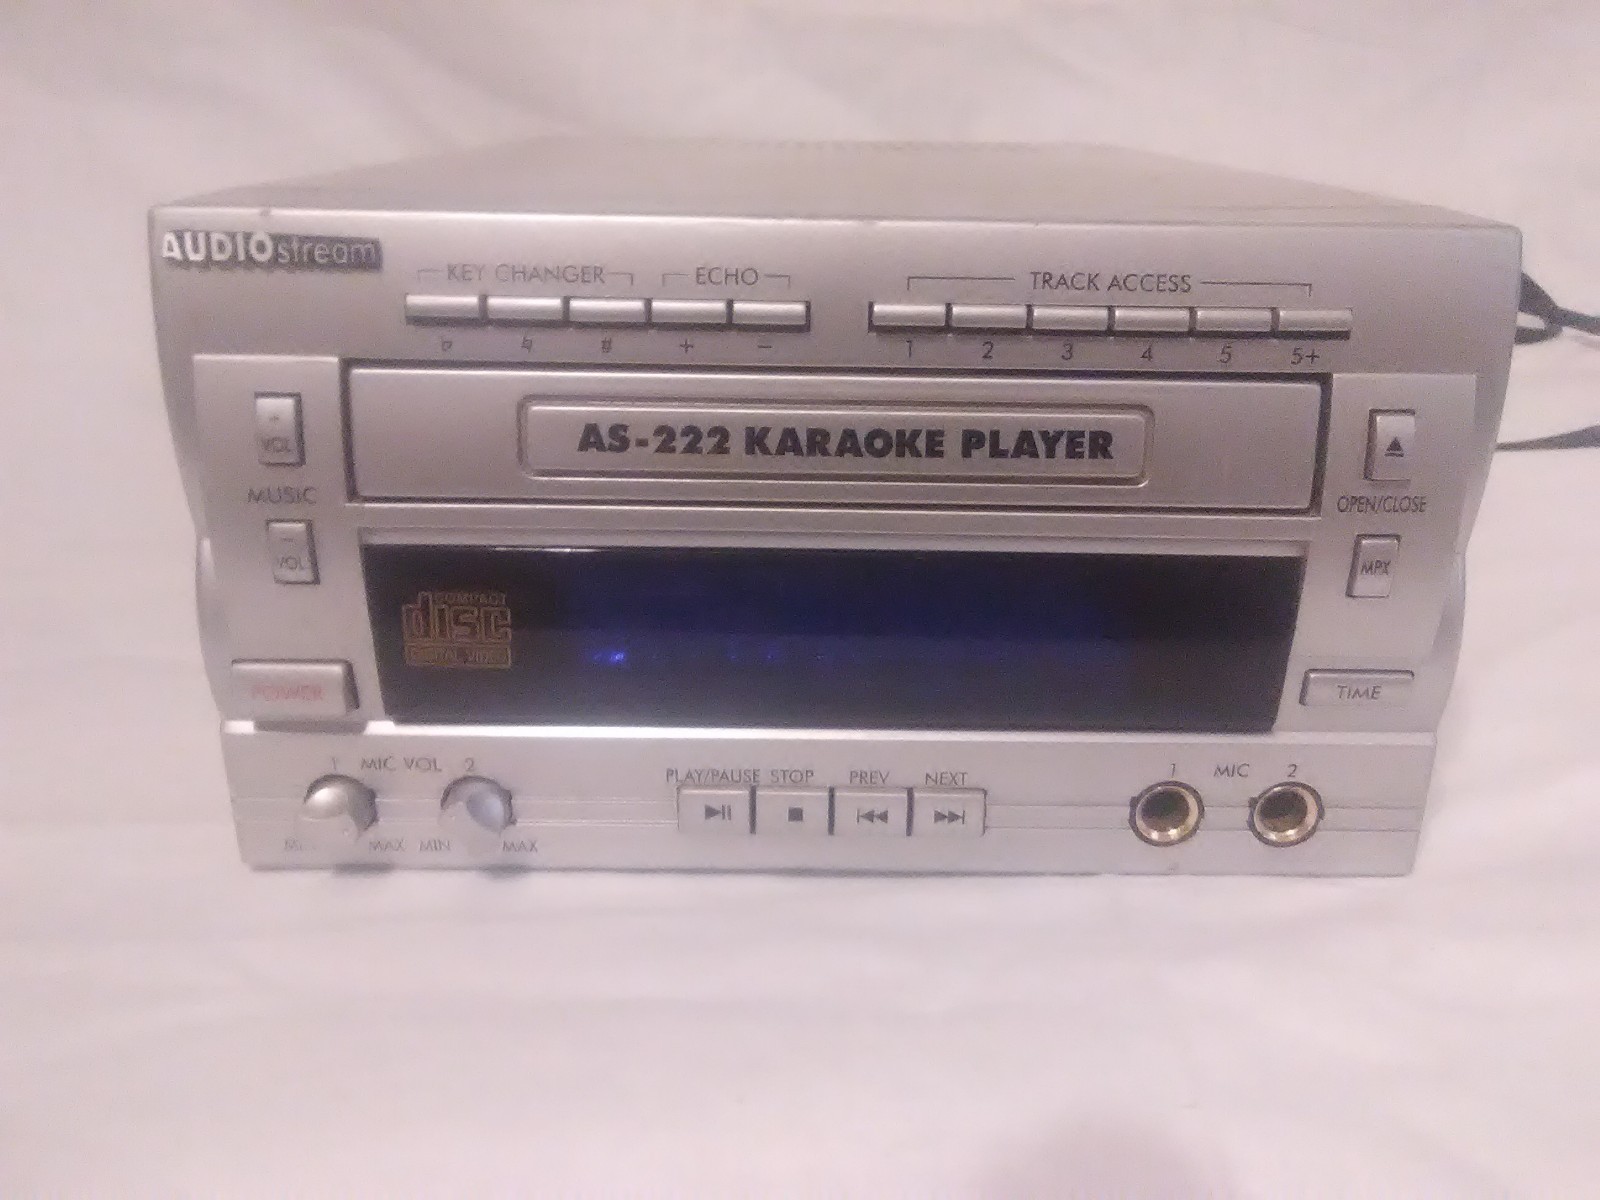 AUDIOstream
KEY CHANGER ECHO TRACK ACCESS
♭ ♮ # + − 1 2 3 4 5 5+
+
VOL
AS-222 KARAOKE PLAYER
MUSIC
OPEN/CLOSE
−
VOL
MPX
COMPACT
disc
DIGITAL VIDEO
POWER
TIME
1 MIC VOL 2
PLAY/PAUSE STOP PREV NEXT
1 MIC 2
MAX MIN MAX